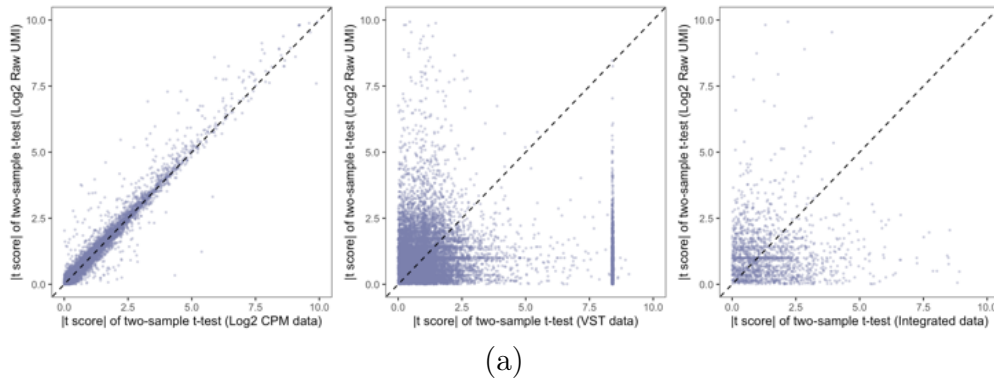 |t score| of two-sample t-test (Log2 Raw UMI)
10.0
7.5
5.0
2.5
0.0
0.0 2.5 5.0 7.5 10.0
|t score| of two-sample t-test (Log2 CPM data)
|t score| of two-sample t-test (Log2 Raw UMI)
10.0
7.5
5.0
2.5
0.0
0.0 2.5 5.0 7.5 10.0
|t score| of two-sample t-test (VST data)
|t score| of two-sample t-test (Log2 Raw UMI)
10.0
7.5
5.0
2.5
0.0
0.0 2.5 5.0 7.5 10.0
|t score| of two-sample t-test (Integrated data)
(a)